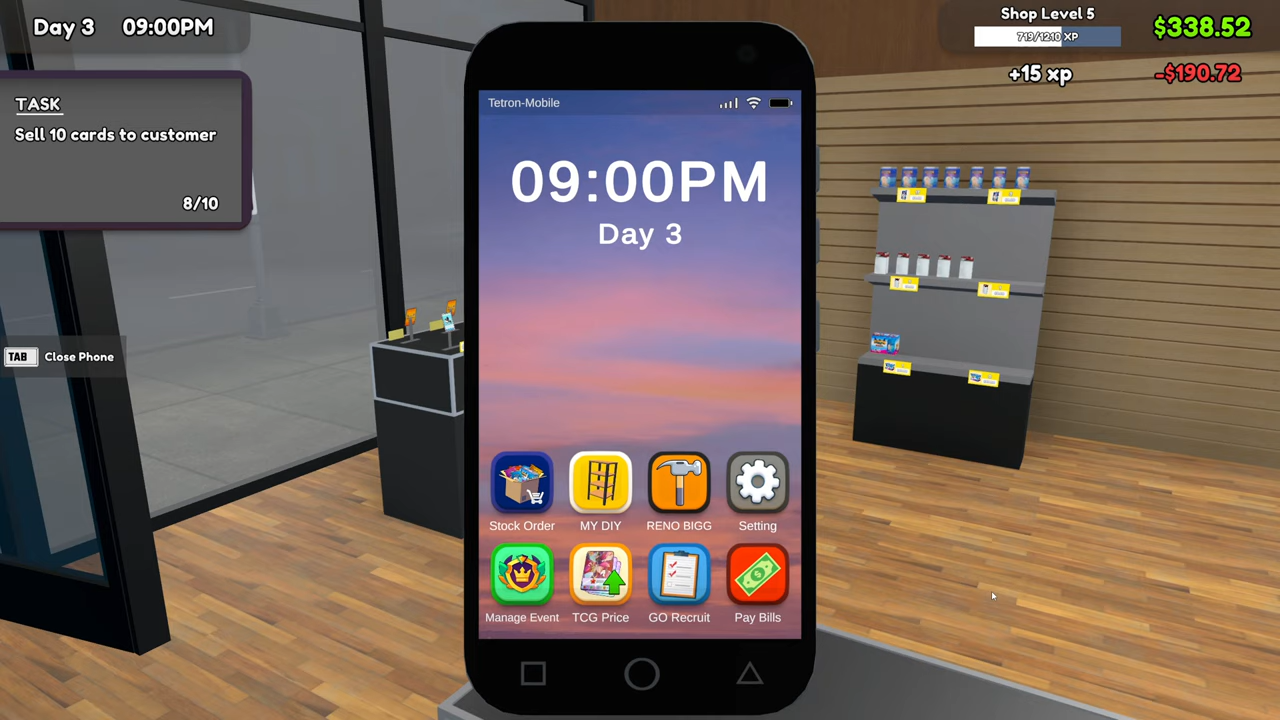 Day 3 09:00PM
Shop Level 5
$338.52
719/1210 XP
+15 xp
-$190.72
TASK
Sell 10 cards to customer
8/10
TAB Close Phone
Tetron-Mobile
09:00PM
Day 3
Stock Order
MY DIY
RENO BIGG
Setting
Manage Event
TCG Price
GO Recruit
Pay Bills